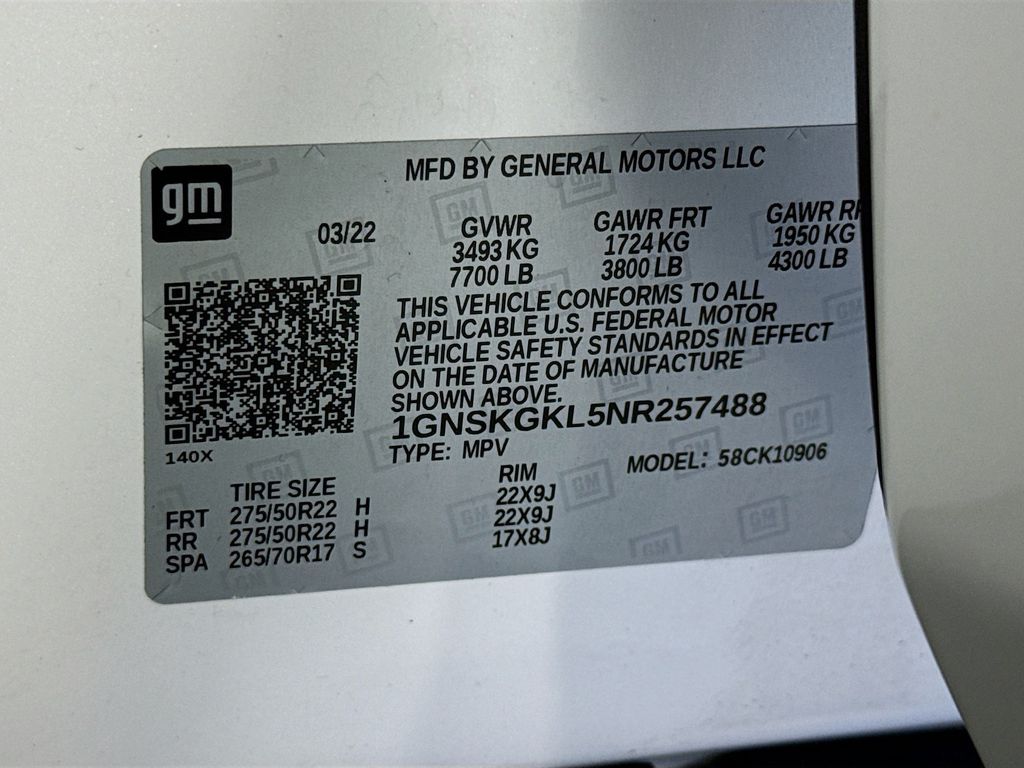 gm
MFD BY GENERAL MOTORS LLC
03/22
GVWR GAWR FRT GAWR RR
3493 KG 1724 KG 1950 KG
7700 LB 3800 LB 4300 LB
THIS VEHICLE CONFORMS TO ALL
APPLICABLE U.S. FEDERAL MOTOR
VEHICLE SAFETY STANDARDS IN EFFECT
ON THE DATE OF MANUFACTURE
SHOWN ABOVE.
1GNSKGKL5NR257488
140X
TYPE: MPV
MODEL: 58CK10906
TIRE SIZE RIM
FRT 275/50R22 H 22X9J
RR 275/50R22 H 22X9J
SPA 265/70R17 S 17X8J